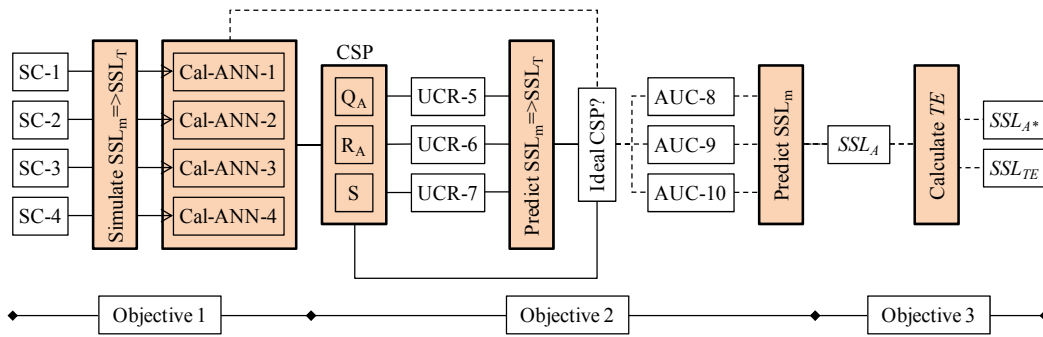 SC-1
SC-2
SC-3
SC-4
Simulate SSLm=>SSLT
Cal-ANN-1
Cal-ANN-2
Cal-ANN-3
Cal-ANN-4
CSP
QA
RA
S
UCR-5
UCR-6
UCR-7
Predict SSLm=>SSLT
Ideal CSP?
AUC-8
AUC-9
AUC-10
Predict SSLm
SSLA
Calculate TE
SSLA*
SSLTE
Objective 1
Objective 2
Objective 3